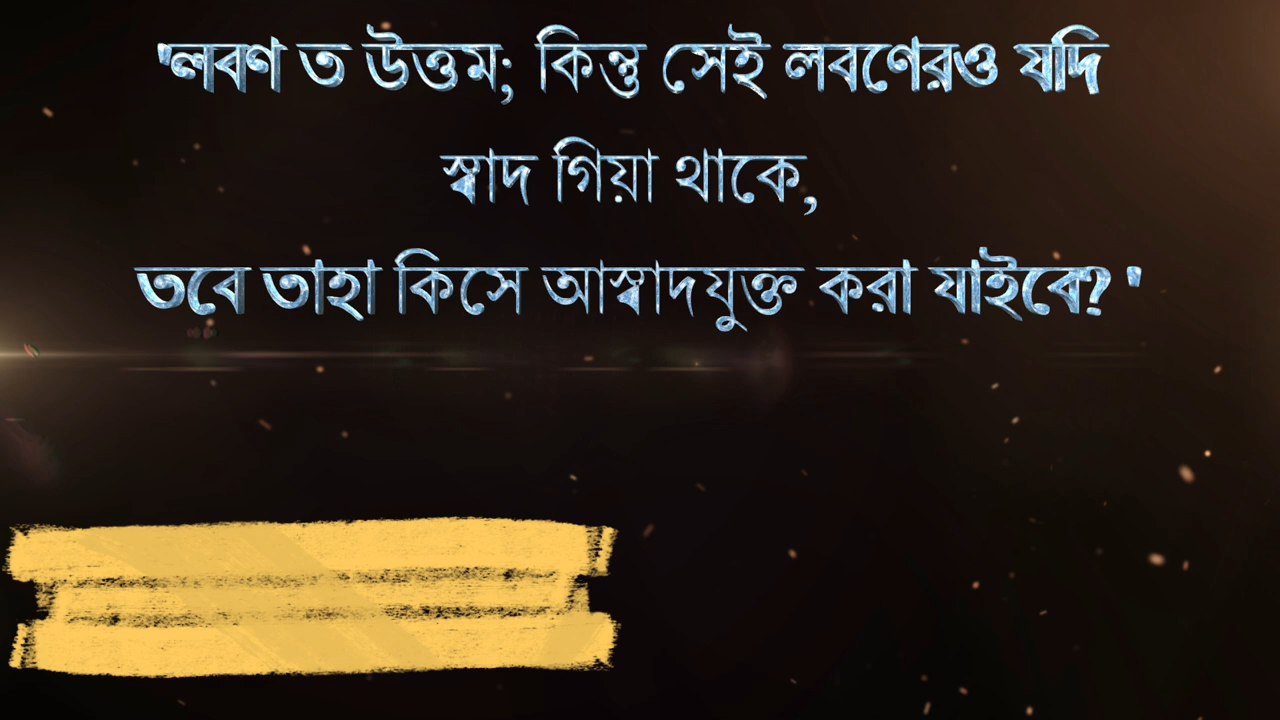 'লবণ ত উত্তম; কিন্তু সেই লবণেরও যদি
স্বাদ গিয়া থাকে,
তবে তাহা কিসে আস্বাদযুক্ত করা যাইবে? '